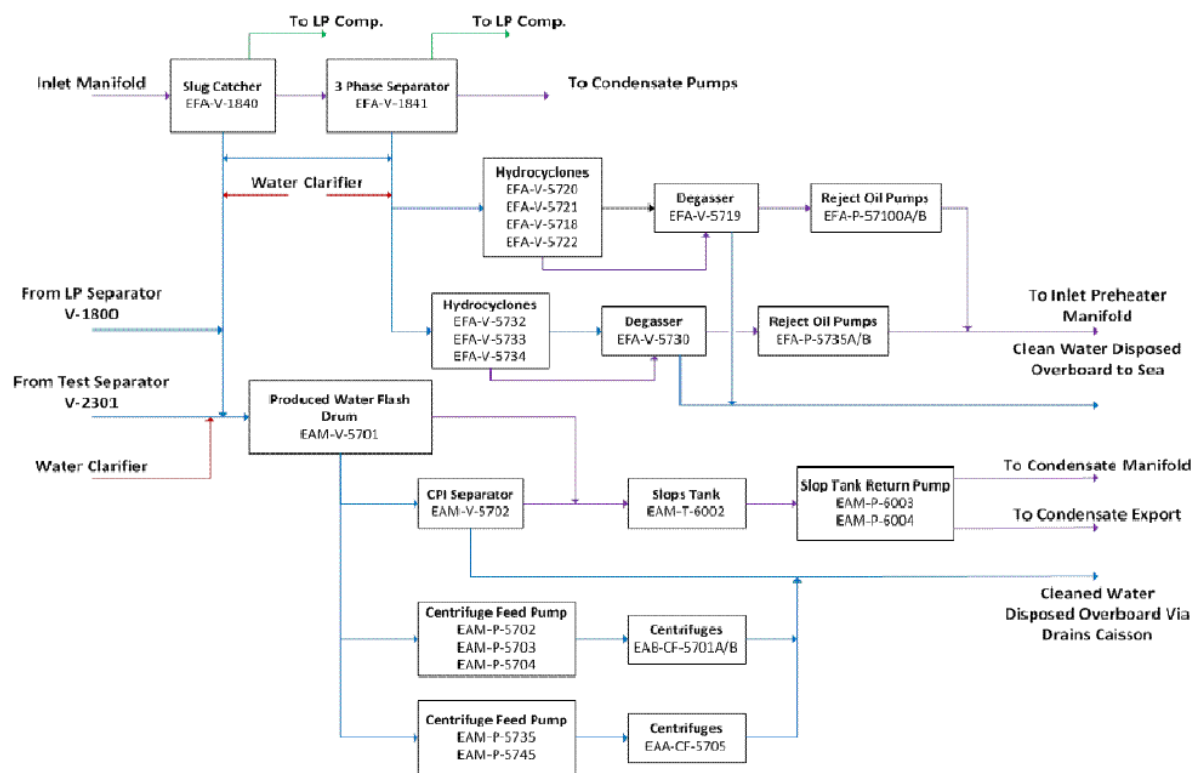 To LP Comp.
To LP Comp.
Inlet Manifold
Slug Catcher
EFA-V-1840
3 Phase Separator
EFA-V-1841
To Condensate Pumps
Water Clarifier
Hydrocyclones
EFA-V-5720
EFA-V-5721
EFA-V-5718
EFA-V-5722
Degasser
EFA-V-5719
Reject Oil Pumps
EFA-P-57100A/B
From LP Separator
V-1800
Hydrocyclones
EFA-V-5732
EFA-V-5733
EFA-V-5734
Degasser
EFA-V-5730
Reject Oil Pumps
EFA-P-5735A/B
To Inlet Preheater
Manifold
Clean Water Disposed
Overboard to Sea
From Test Separator
V-2301
Produced Water Flash
Drum
EAM-V-5701
Water Clarifier
CPI Separator
EAM-V-5702
Slops Tank
EAM-T-6002
Slop Tank Return Pump
EAM-P-6003
EAM-P-6004
To Condensate Manifold
To Condensate Export
Cleaned Water
Disposed Overboard Via
Drains Caisson
Centrifuge Feed Pump
EAM-P-5702
EAM-P-5703
EAM-P-5704
Centrifuges
EAB-CF-5701A/B
Centrifuge Feed Pump
EAM-P-5735
EAM-P-5745
Centrifuges
EAA-CF-5705